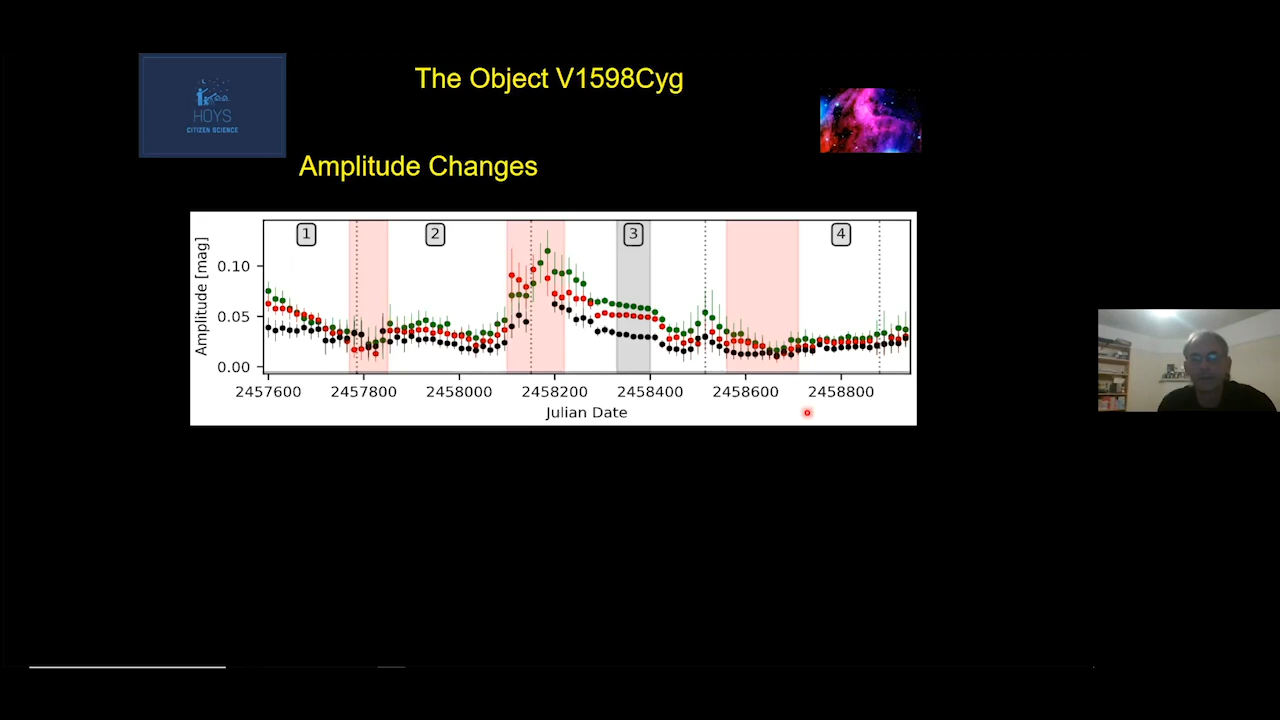 The Object V1598Cyg
HOYS
CITIZEN SCIENCE
Amplitude Changes
1 2 3 4
Amplitude [mag]
0.10
0.05
0.00
2457600 2457800 2458000 2458200 2458400 2458600 2458800
Julian Date